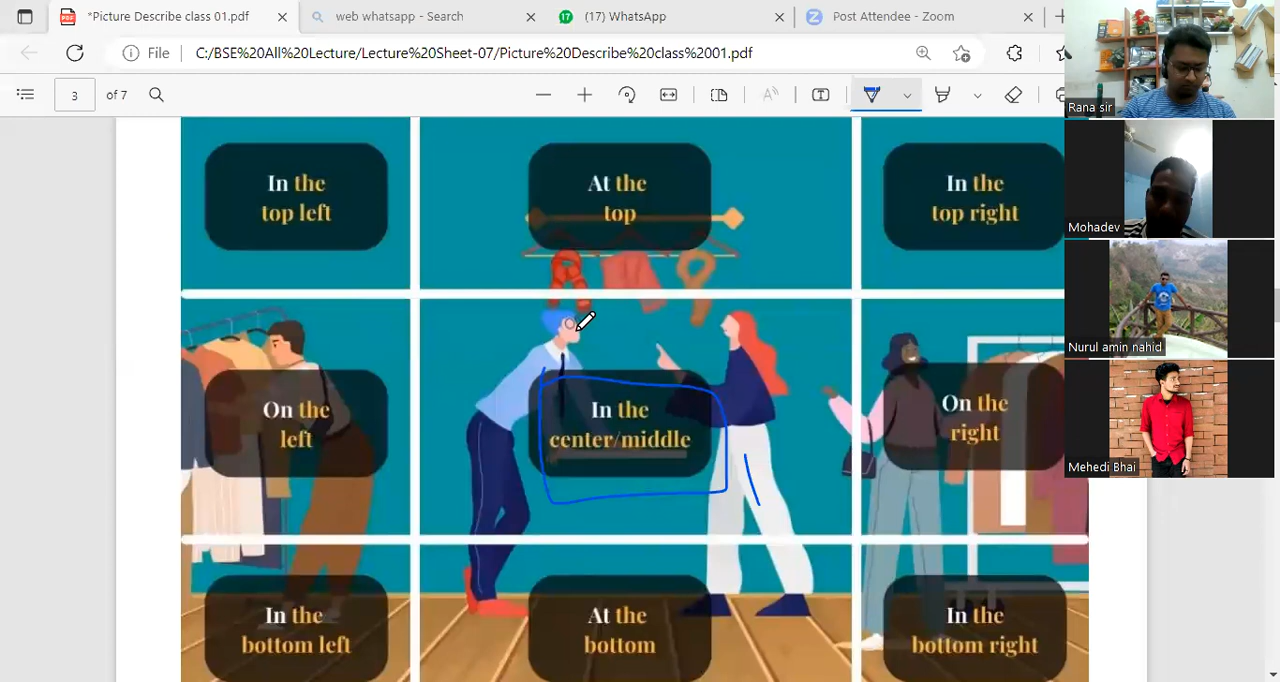 *Picture Describe class 01.pdf
web whatsapp - Search
17
(17) WhatsApp
Z
Post Attendee - Zoom
PDF
File
C:/BSE%20All%20Lecture/Lecture%20Sheet-07/Picture%20Describe%20class%2001.pdf
3
of 7
Rana sir
Mohadev
Nurul amin nahid
Mehedi Bhai
In the
top left
At the
top
In the
top right
On the
left
In the
center/middle
On the
right
In the
bottom left
At the
bottom
In the
bottom right